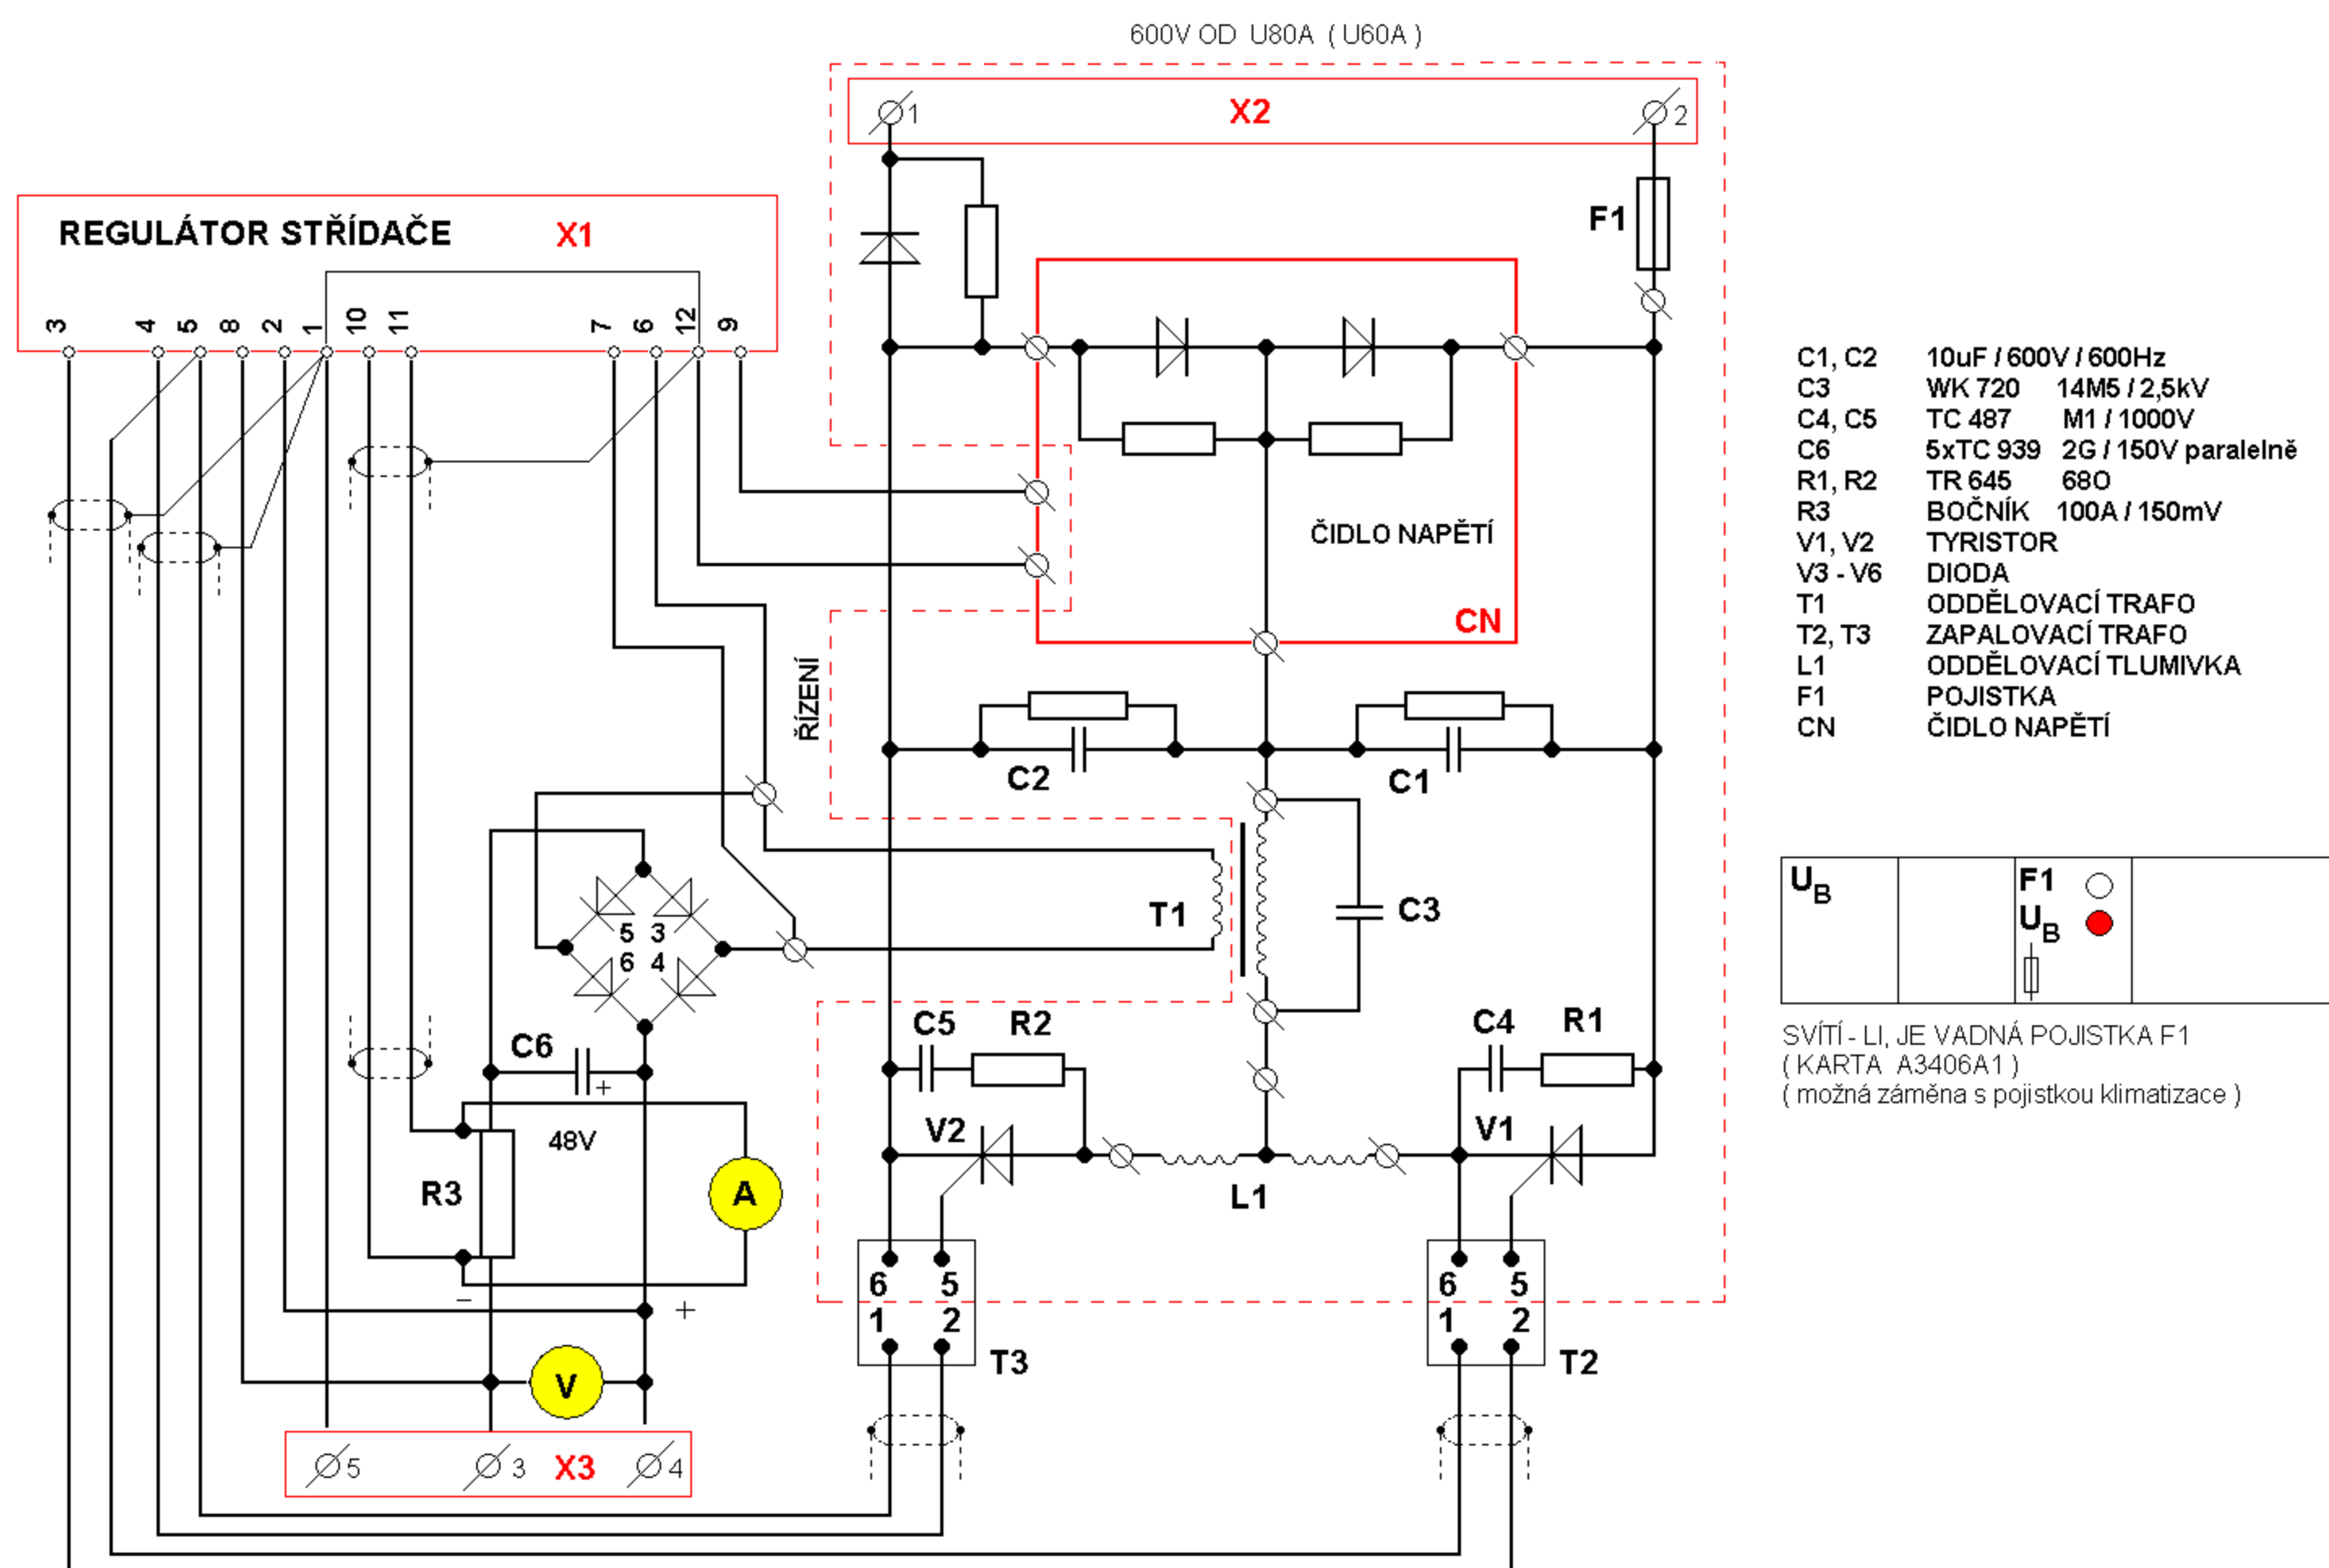 600V OD U80A ( U60A )
1
X2
2
REGULÁTOR STŘÍDAČE X1
F1
3 4 5 8 2 1 10 11 7 6 12 9
C1, C2 10uF / 600V / 600Hz
C3 WK 720 14M5 / 2,5kV
C4, C5 TC 487 M1 / 1000V
C6 5xTC 939 2G / 150V paralelně
R1, R2 TR 645 68O
R3 BOČNÍK 100A / 150mV
V1, V2 TYRISTOR
V3 - V6 DIODA
T1 ODDĚLOVACÍ TRAFO
T2, T3 ZAPALOVACÍ TRAFO
L1 ODDĚLOVACÍ TLUMIVKA
F1 POJISTKA
CN ČIDLO NAPĚTÍ
ČIDLO NAPĚTÍ
CN
ŘÍZENÍ
C2
C1
T1
C3
5 3
6 4
UB
F1
UB
SVÍTÍ - LI, JE VADNÁ POJISTKA F1
( KARTA A3406A1 )
( možná záměna s pojistkou klimatizace )
C5 R2
C4 R1
C6
+
48V
V2
V1
R3
A
L1
–
+
6 5
1 2
T3
6 5
1 2
T2
V
5
3
X3
4